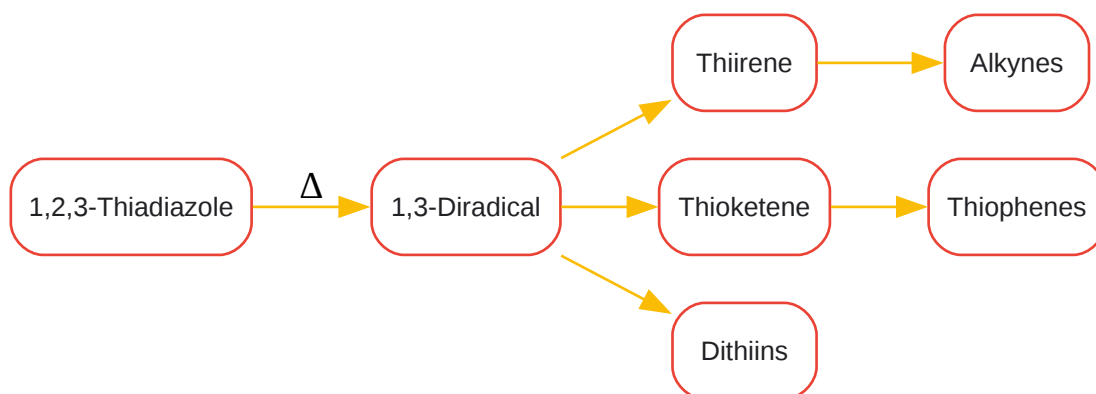 Thiirene
Alkynes
1,2,3-Thiadiazole
Δ
1,3-Diradical
Thioketene
Thiophenes
Dithiins